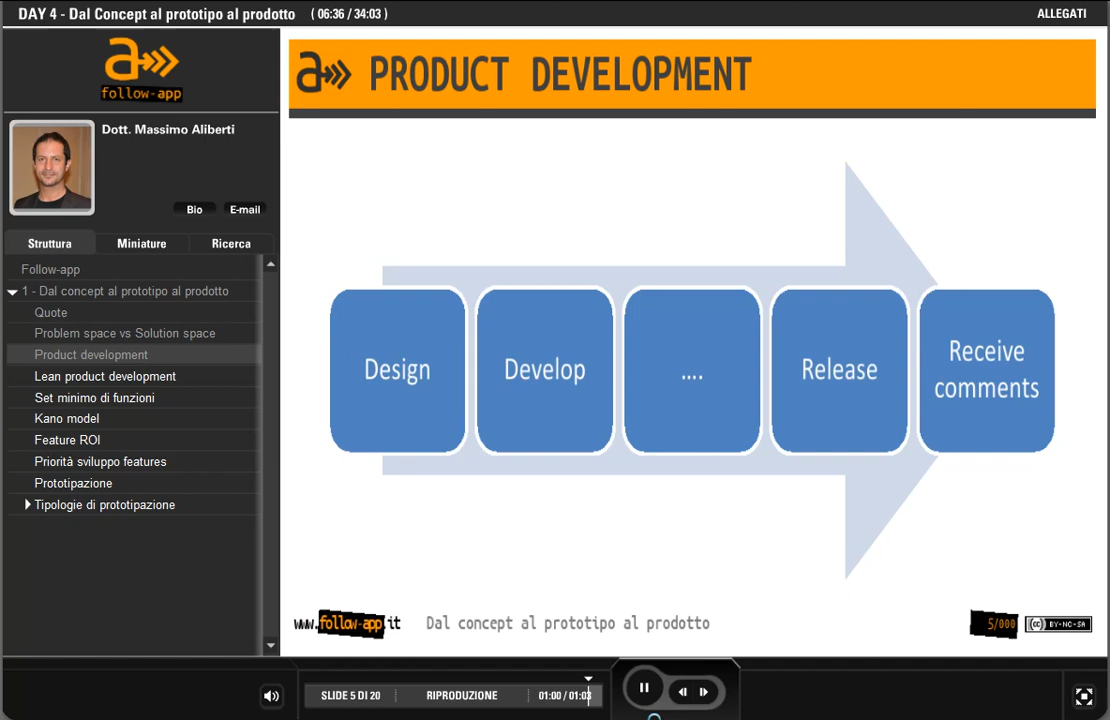 DAY 4 - Dal Concept al prototipo al prodotto ( 06:36 / 34:03 )
ALLEGATI
a
follow-app
Dott. Massimo Aliberti
Bio E-mail
Struttura Miniature Ricerca
Follow-app
1 - Dal concept al prototipo al prodotto
Quote
Problem space vs Solution space
Product development
Lean product development
Set minimo di funzioni
Kano model
Feature ROI
Priorità sviluppo features
Prototipazione
Tipologie di prototipazione
a PRODUCT DEVELOPMENT
Design
Develop
....
Release
Receive
comments
www.follow-app.it Dal concept al prototipo al prodotto
5/000
(cc) BY-NC-SA
SLIDE 5 DI 20 RIPRODUZIONE 01:00 / 01:03